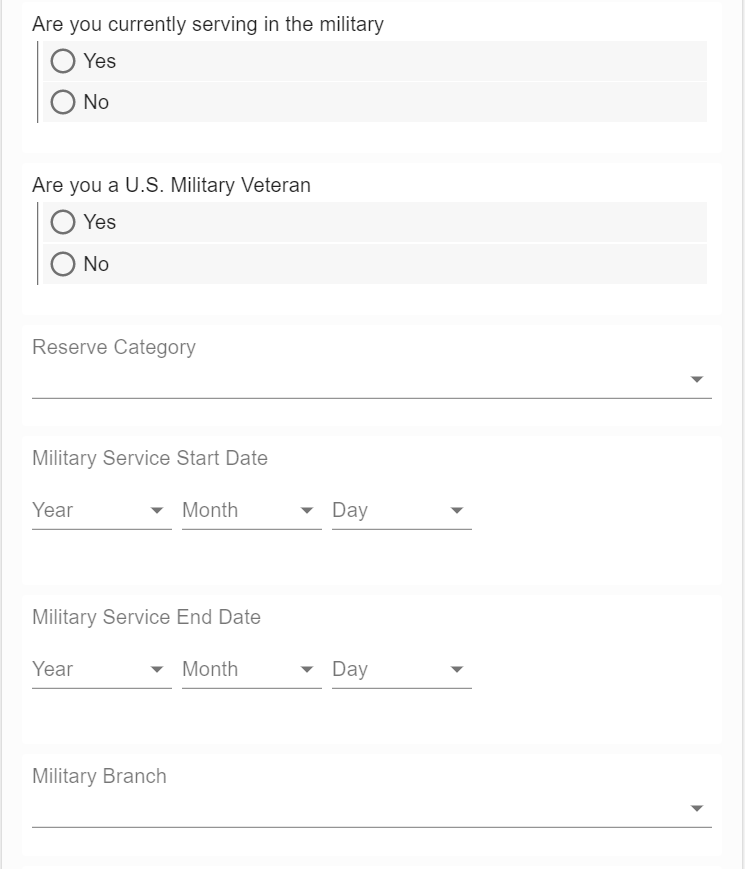 Are you currently serving in the military
Yes
No
Are you a U.S. Military Veteran
Yes
No
Reserve Category
Military Service Start Date
Year Month Day
Military Service End Date
Year Month Day
Military Branch